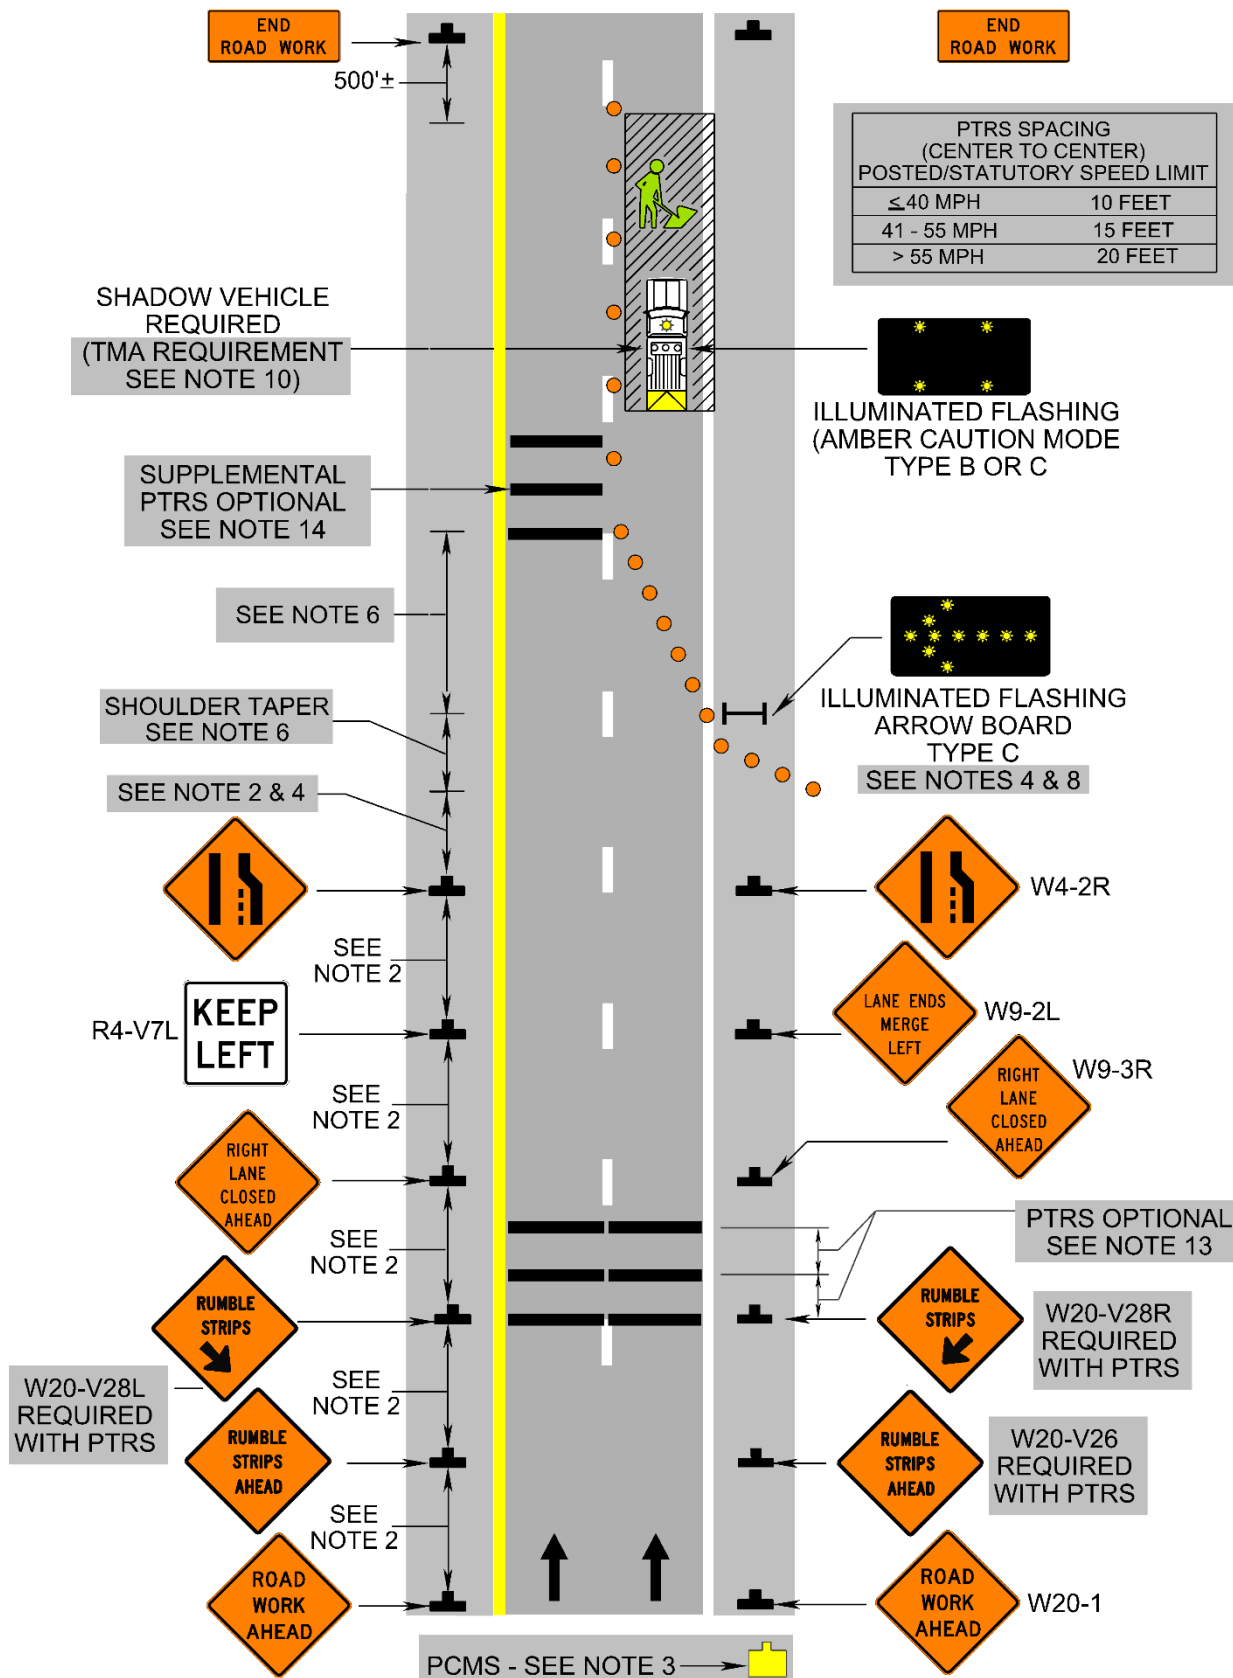 END
ROAD WORK
END
ROAD WORK
500'±
PTRS SPACING
(CENTER TO CENTER)
POSTED/STATUTORY SPEED LIMIT
≤40 MPH 10 FEET
41 - 55 MPH 15 FEET
> 55 MPH 20 FEET
SHADOW VEHICLE
REQUIRED
(TMA REQUIREMENT
SEE NOTE 10)
ILLUMINATED FLASHING
(AMBER CAUTION MODE
TYPE B OR C
SUPPLEMENTAL
PTRS OPTIONAL
SEE NOTE 14
SEE NOTE 6
ILLUMINATED FLASHING
ARROW BOARD
TYPE C
SEE NOTES 4 & 8
SHOULDER TAPER
SEE NOTE 6
SEE NOTE 2 & 4
W4-2R
SEE
NOTE 2
R4-V7L
KEEP
LEFT
LANE ENDS
MERGE
LEFT
W9-2L
RIGHT
LANE
CLOSED
AHEAD
W9-3R
SEE
NOTE 2
RIGHT
LANE
CLOSED
AHEAD
SEE
NOTE 2
PTRS OPTIONAL
SEE NOTE 13
RUMBLE
STRIPS
RUMBLE
STRIPS
W20-V28R
REQUIRED
WITH PTRS
W20-V28L
REQUIRED
WITH PTRS
SEE
NOTE 2
RUMBLE
STRIPS
AHEAD
RUMBLE
STRIPS
AHEAD
W20-V26
REQUIRED
WITH PTRS
SEE
NOTE 2
ROAD
WORK
AHEAD
ROAD
WORK
AHEAD
W20-1
PCMS - SEE NOTE 3